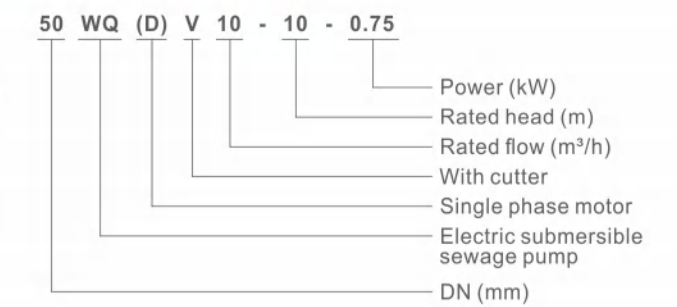 50 WQ (D) V 10 - 10 - 0.75
Power (kW)
Rated head (m)
Rated flow (m³/h)
With cutter
Single phase motor
Electric submersible
sewage pump
DN (mm)